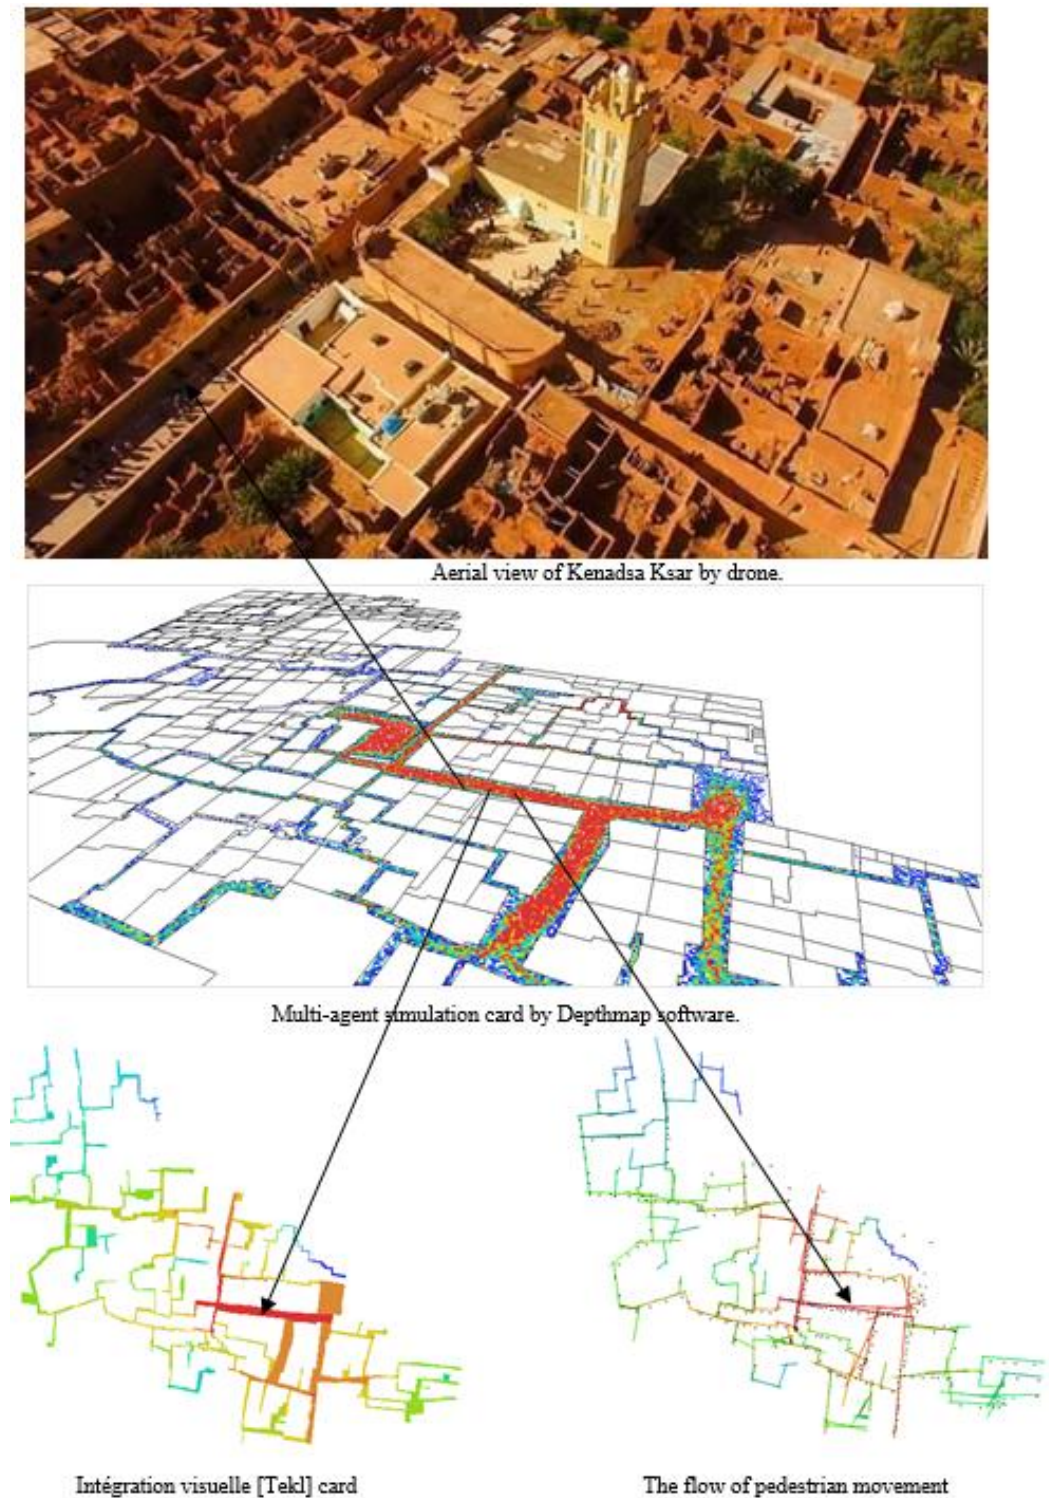 Aerial view of Kenadsa Ksar by drone.
Multi-agent simulation card by Depthmap software.
Intégration visuelle [Tekl] card
The flow of pedestrian movement